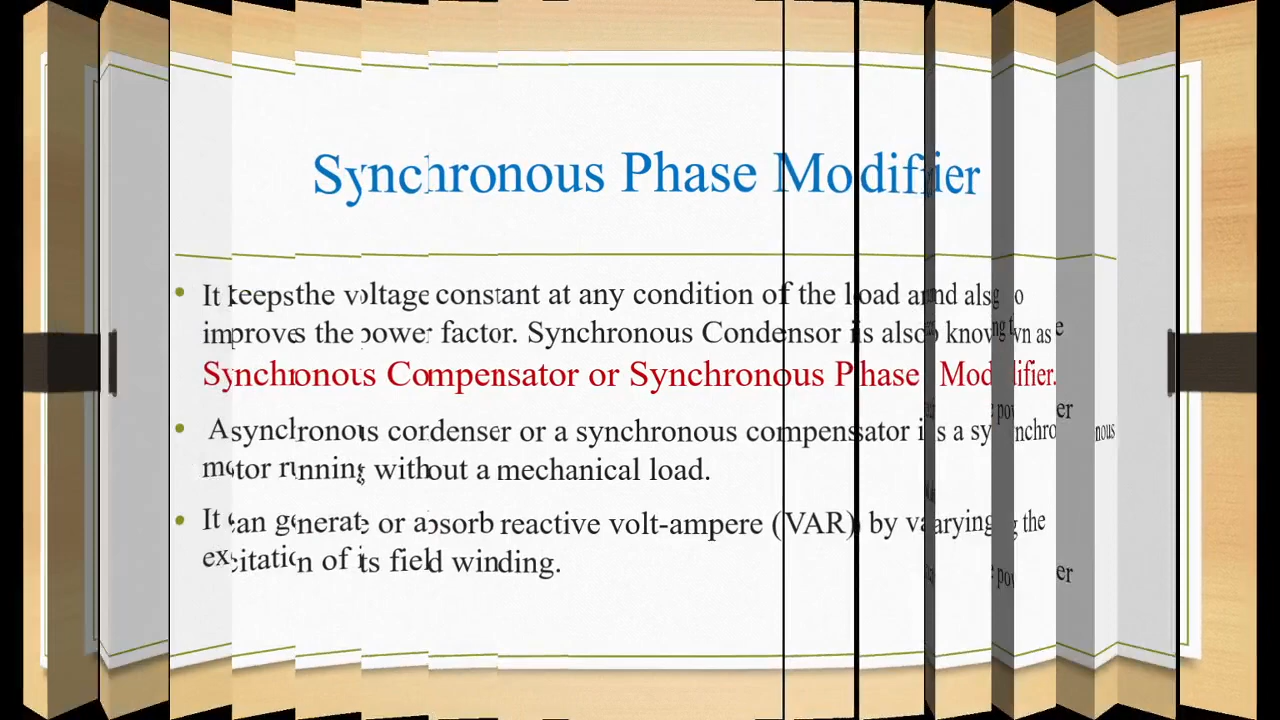 Synchronous Phase Modifier
It keeps the voltage constant at any condition of the load and also
improves the power factor. Synchronous Condensor is also known as
Synchronous Compensator or Synchronous Phase Modifier.
A synchronous condenser or a synchronous compensator is a synchronous
motor running without a mechanical load.
It can generate or absorb reactive volt-ampere (VAR) by varying the
excitation of its field winding.